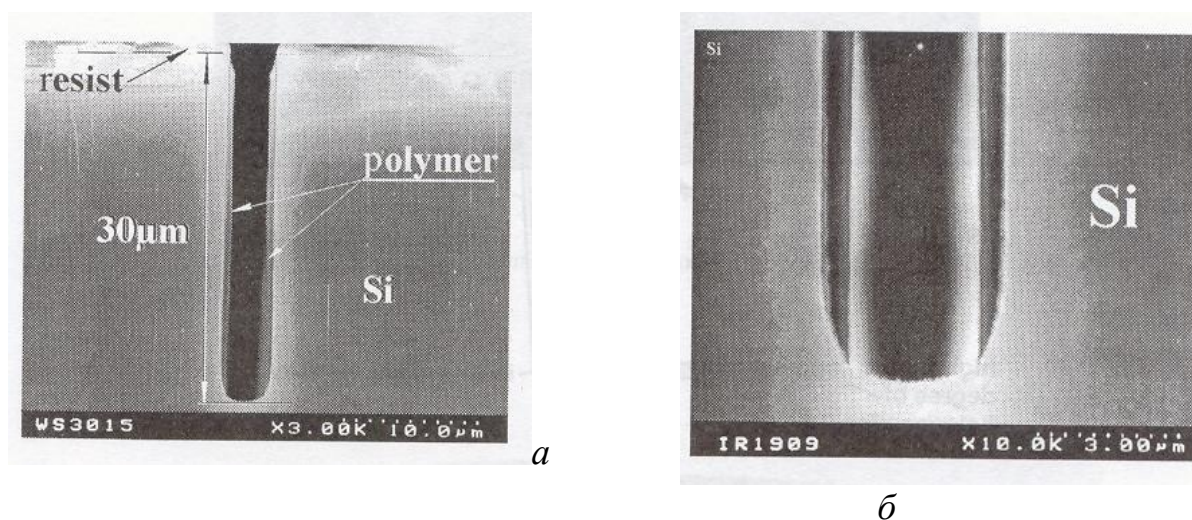 resist
polymer
30μm
Si
WS3015 X3.00K 10.0μm
а
Si
Si
IR1909 X10.0K 3.00μm
б